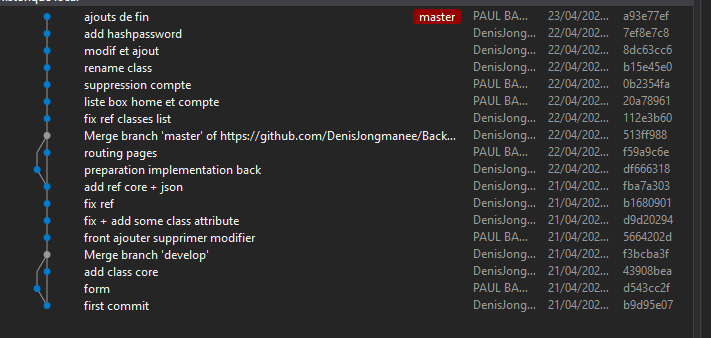 ajouts de fin master PAUL BA... 23/04/202... a93e77ef
add hashpassword DenisJong... 22/04/202... 7ef8e7c8
modif et ajout DenisJong... 22/04/202... 8dc63cc6
rename class DenisJong... 22/04/202... b15e45e0
suppression compte PAUL BA... 22/04/202... 0b2354fa
liste box home et compte PAUL BA... 22/04/202... 20a78961
fix ref classes list DenisJong... 22/04/202... 112e3b60
Merge branch 'master' of https://github.com/DenisJongmanee/Back... DenisJong... 22/04/202... 513ff988
routing pages PAUL BA... 22/04/202... f59a9c6e
preparation implementation back DenisJong... 22/04/202... df666318
add ref core + json DenisJong... 21/04/202... fba7a303
fix ref DenisJong... 21/04/202... b1680901
fix + add some class attribute DenisJong... 21/04/202... d9d20294
front ajouter supprimer modifier PAUL BA... 21/04/202... 5664202d
Merge branch 'develop' DenisJong... 21/04/202... f3bcba3f
add class core DenisJong... 21/04/202... 43908bea
form PAUL BA... 21/04/202... d543cc2f
first commit DenisJong... 21/04/202... b9d95e07